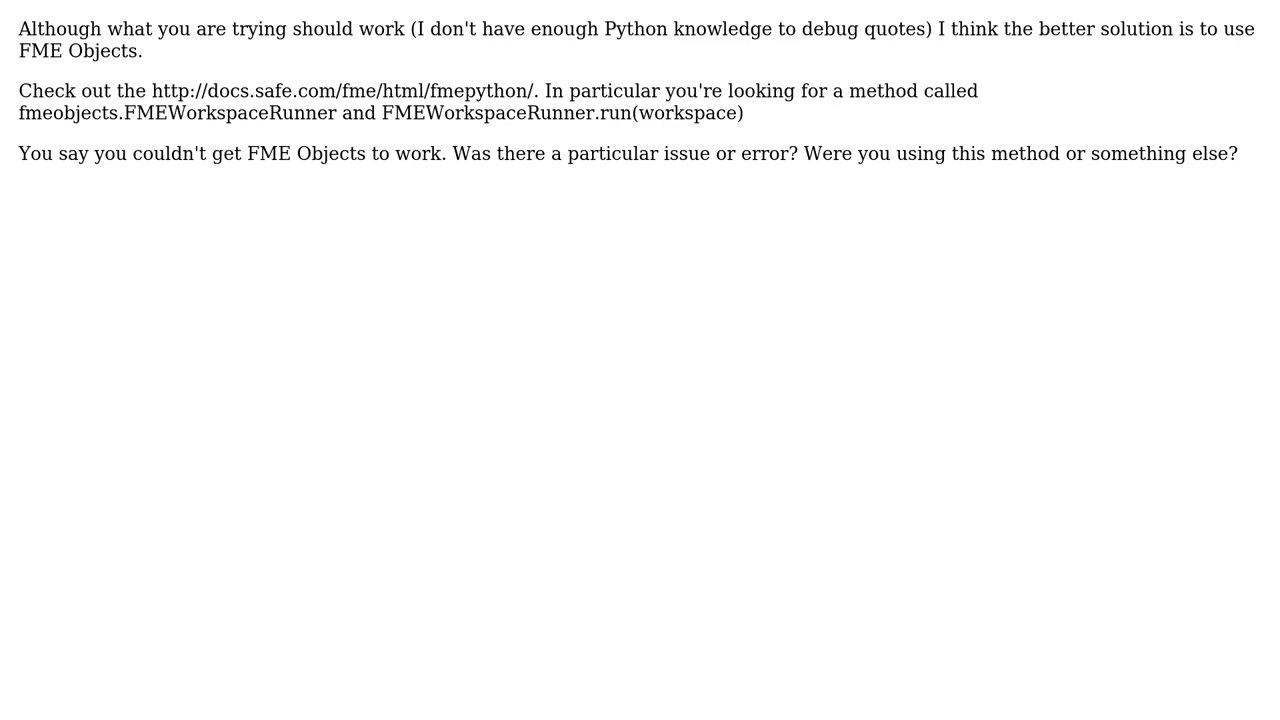 Although what you are trying should work (I don't have enough Python knowledge to debug quotes) I think the better solution is to use
FME Objects.
Check out the http://docs.safe.com/fme/html/fmepython/. In particular you're looking for a method called
fmeobjects.FMEWorkspaceRunner and FMEWorkspaceRunner.run(workspace)
You say you couldn't get FME Objects to work. Was there a particular issue or error? Were you using this method or something else?